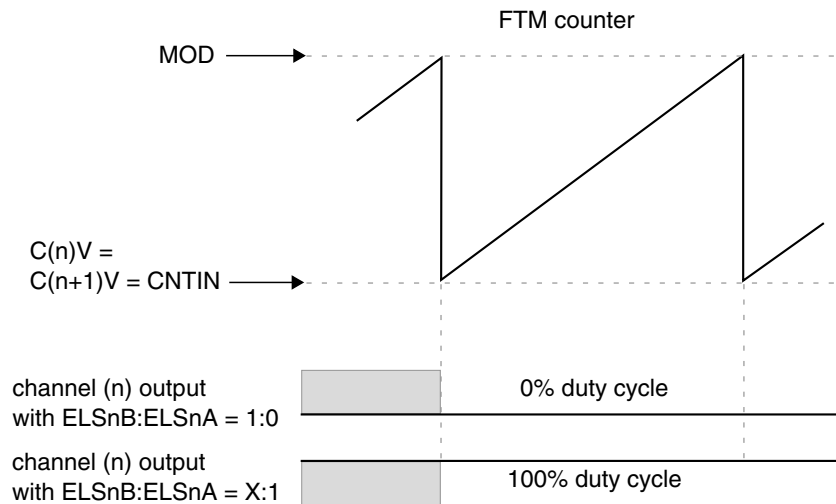 FTM counter
MOD
C(n)V =
C(n+1)V = CNTIN
channel (n) output
with ELSnB:ELSnA = 1:0
0% duty cycle
channel (n) output
with ELSnB:ELSnA = X:1
100% duty cycle